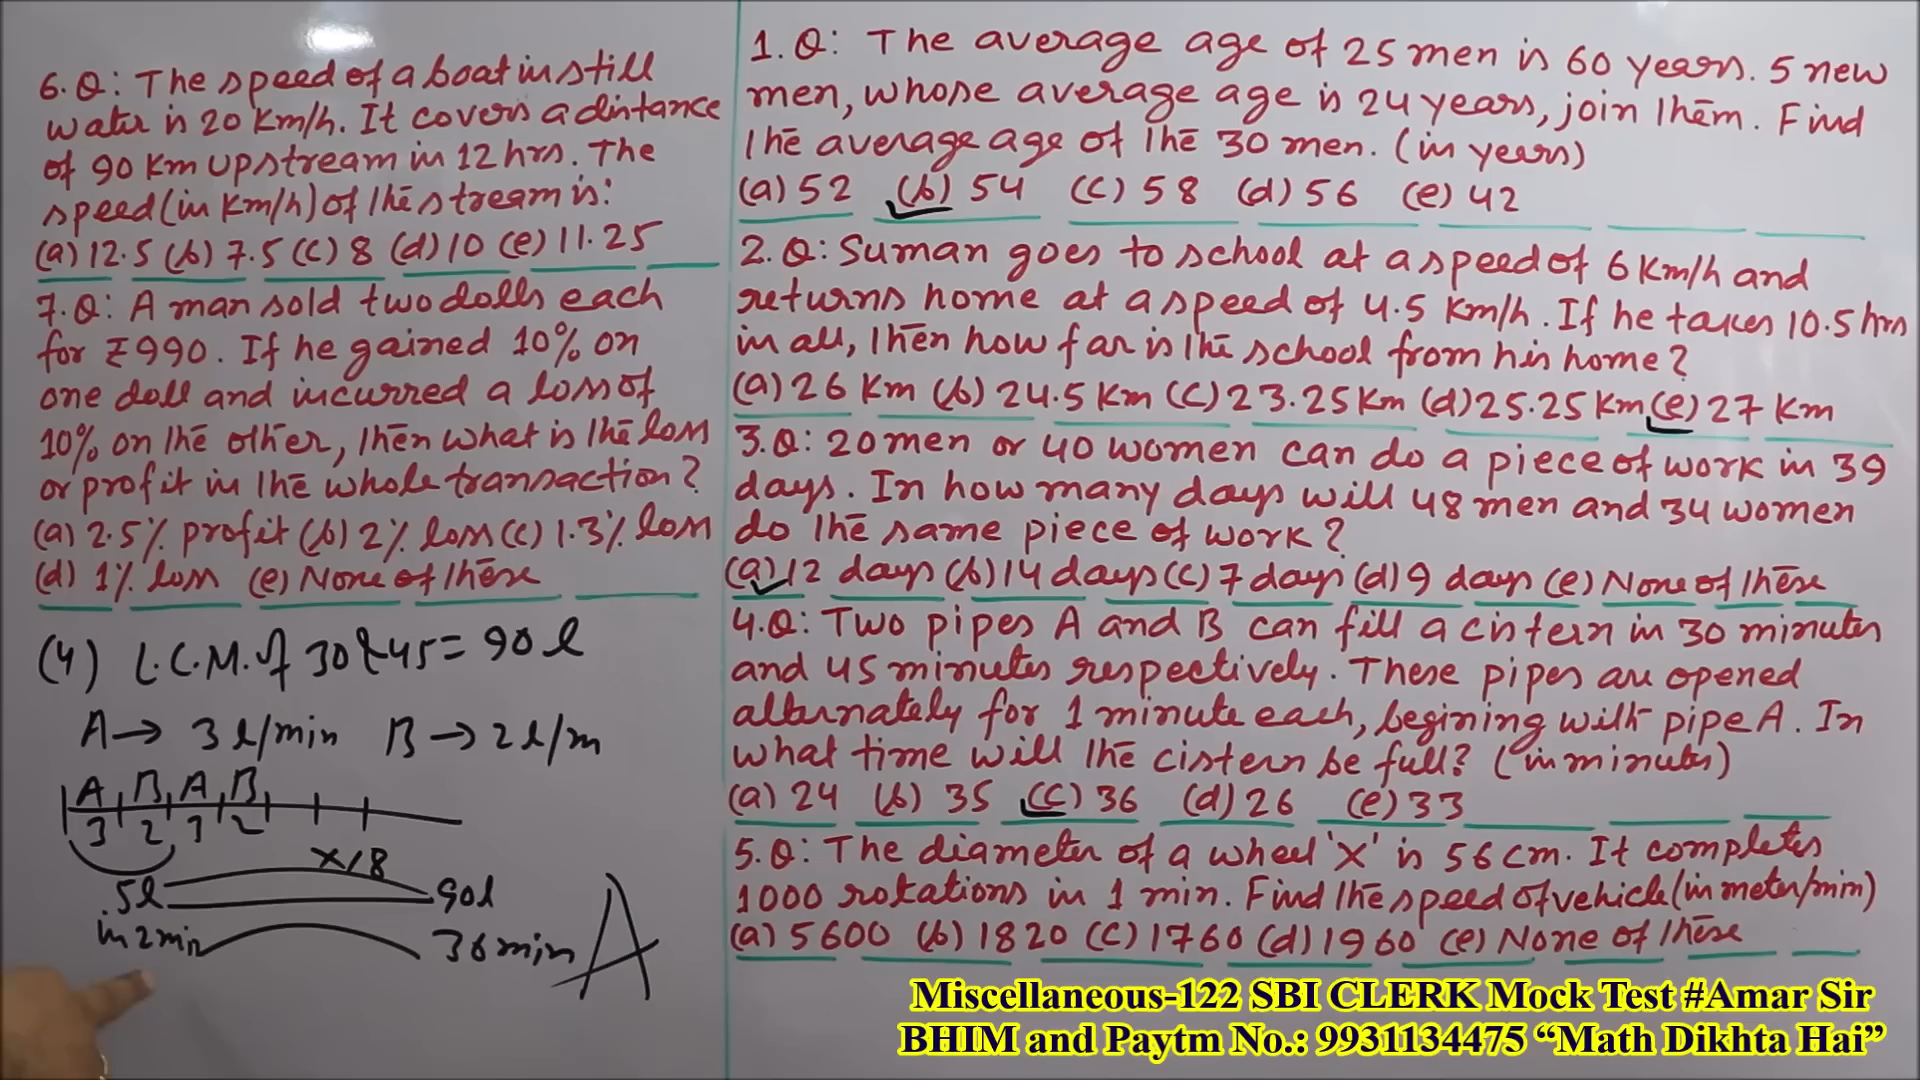 6.Q: The speed of a boat in still
water is 20 Km/h. It covers a distance
of 90 Km upstream in 12 hrs. The
speed (in Km/h) of the stream is:
(a) 12.5 (b) 7.5 (c) 8 (d) 10 (e) 11.25
7.Q: A man sold two dolls each
for ₹990. If he gained 10% on
one doll and incurred a loss of
10% on the other, then what is the loss
or profit in the whole transaction?
(a) 2.5% profit (b) 2% loss (c) 1.3% loss
(d) 1% loss (e) None of these
(4) L.C.M. of 30 & 45 = 90 l
A → 3 l/min B → 2 l/m
A B A B
3 2 3 2
x18
5l 90l
in 2 min 36 min A
1.Q: The average age of 25 men is 60 years. 5 new
men, whose average age is 24 years, join them. Find
the average age of the 30 men. (in years)
(a) 52 (b) 54 (c) 58 (d) 56 (e) 42
2.Q: Suman goes to school at a speed of 6 Km/h and
returns home at a speed of 4.5 Km/h. If he takes 10.5 hrs
in all, then how far is the school from his home?
(a) 26 Km (b) 24.5 Km (c) 23.25 Km (d) 25.25 Km (e) 27 Km
3.Q: 20 men or 40 women can do a piece of work in 39
days. In how many days will 48 men and 34 women
do the same piece of work?
(a) 12 days (b) 14 days (c) 7 days (d) 9 days (e) None of these
4.Q: Two pipes A and B can fill a cistern in 30 minutes
and 45 minutes respectively. These pipes are opened
alternately for 1 minute each, begining with pipe A. In
what time will the cistern be full? (in minutes)
(a) 24 (b) 35 (c) 36 (d) 26 (e) 33
5.Q: The diameter of a wheel 'X' is 56 cm. It completes
1000 rotations in 1 min. Find the speed of vehicle (in meter/min)
(a) 5600 (b) 1820 (c) 1760 (d) 1960 (e) None of these
Miscellaneous-122 SBI CLERK Mock Test #Amar Sir
BHIM and Paytm No.: 9931134475 “Math Dikhta Hai”